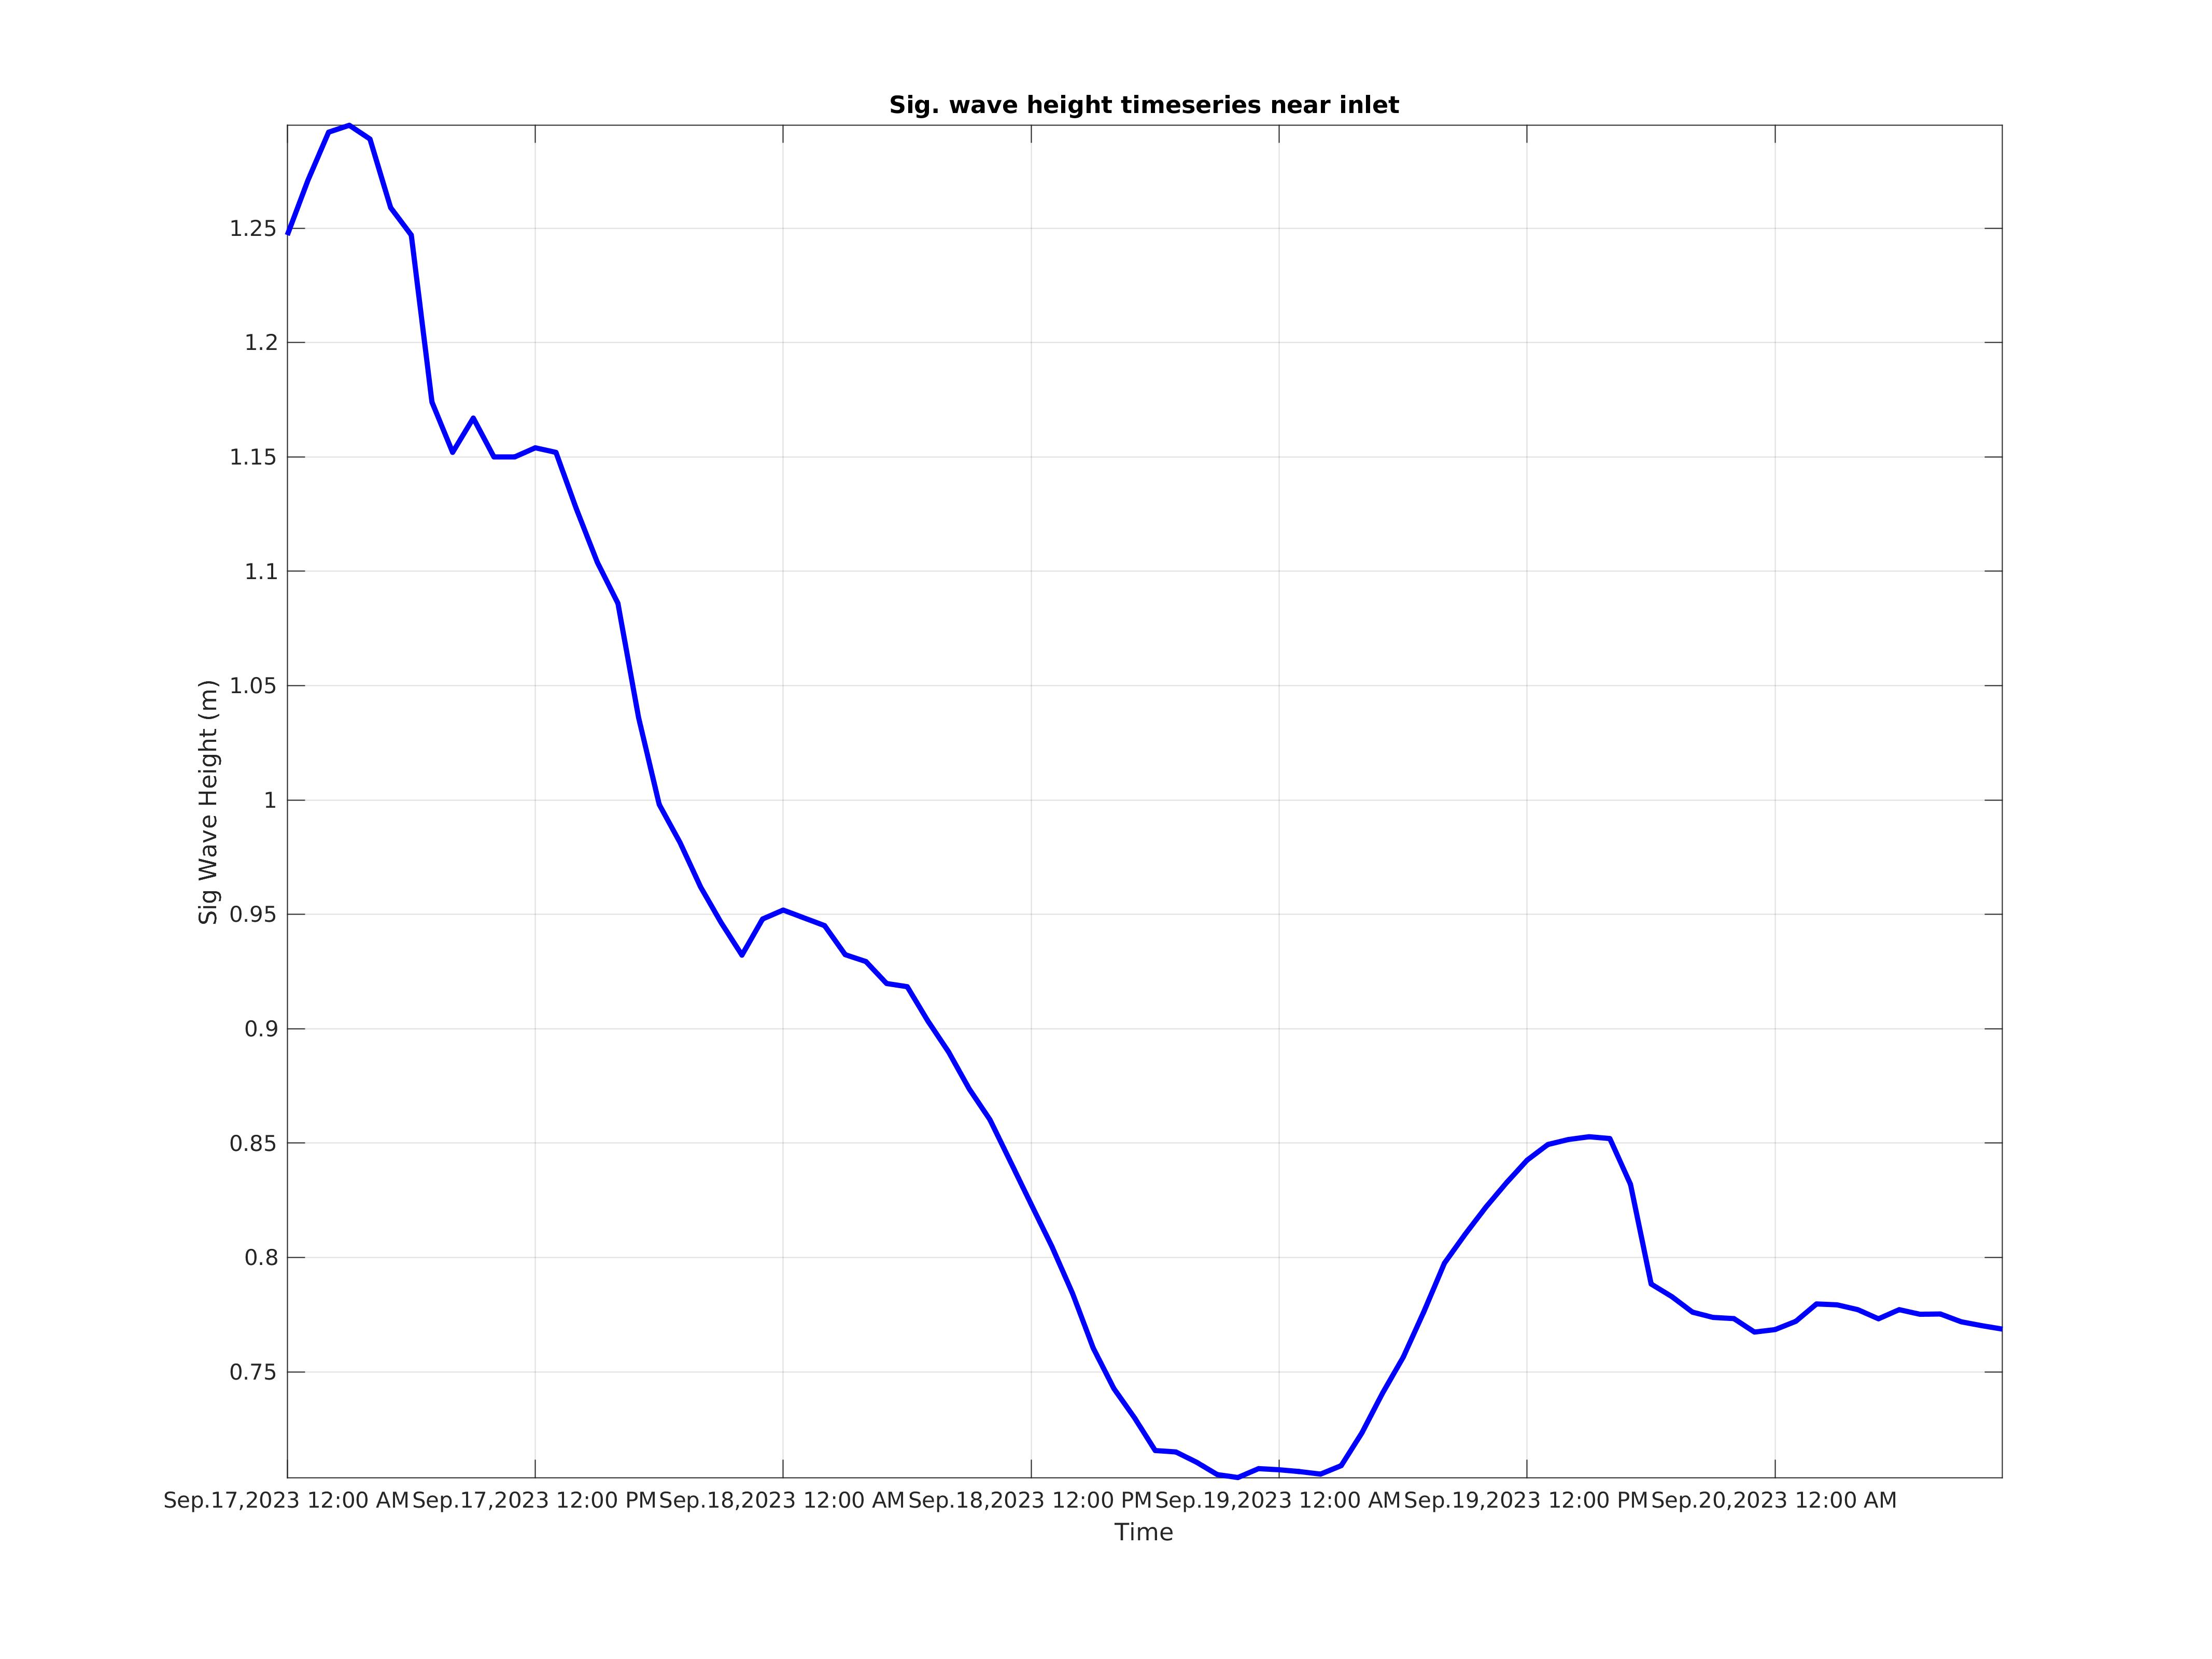 Sig. wave height timeseries near inlet
1.25
1.2
1.15
1.1
1.05
1
0.95
0.9
0.85
0.8
0.75
Sig Wave Height (m)
Sep.17,2023 12:00 AM Sep.17,2023 12:00 PM Sep.18,2023 12:00 AM Sep.18,2023 12:00 PM Sep.19,2023 12:00 AM Sep.19,2023 12:00 PM Sep.20,2023 12:00 AM
Time